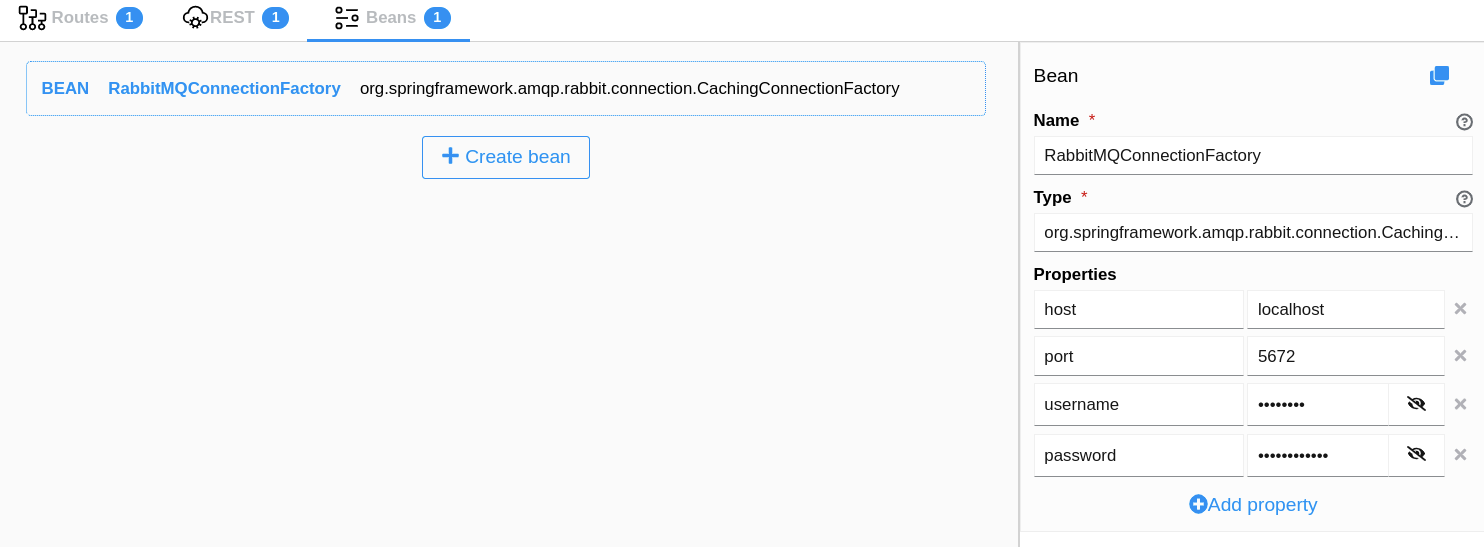 Routes 1 REST 1 Beans 1
BEAN RabbitMQConnectionFactory org.springframework.amqp.rabbit.connection.CachingConnectionFactory
Create bean
Bean
Name *
RabbitMQConnectionFactory
Type *
org.springframework.amqp.rabbit.connection.Caching…
Properties
host localhost
port 5672
username ••••••••
password ••••••••••••
Add property